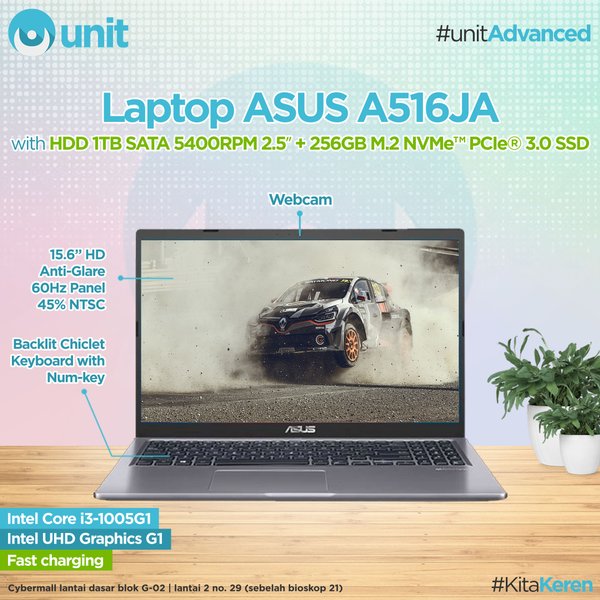 unit
#unitAdvanced
Laptop ASUS A516JA
with HDD 1TB SATA 5400RPM 2.5″ + 256GB M.2 NVMe™ PCIe® 3.0 SSD
Webcam
15.6" HD
Anti-Glare
60Hz Panel
45% NTSC
Backlit Chiclet
Keyboard with
Num-key
ASUS
Intel Core i3-1005G1
Intel UHD Graphics G1
Fast charging
Cybermall lantai dasar blok G-02 | lantai 2 no. 29 (sebelah bioskop 21)
#KitaKeren